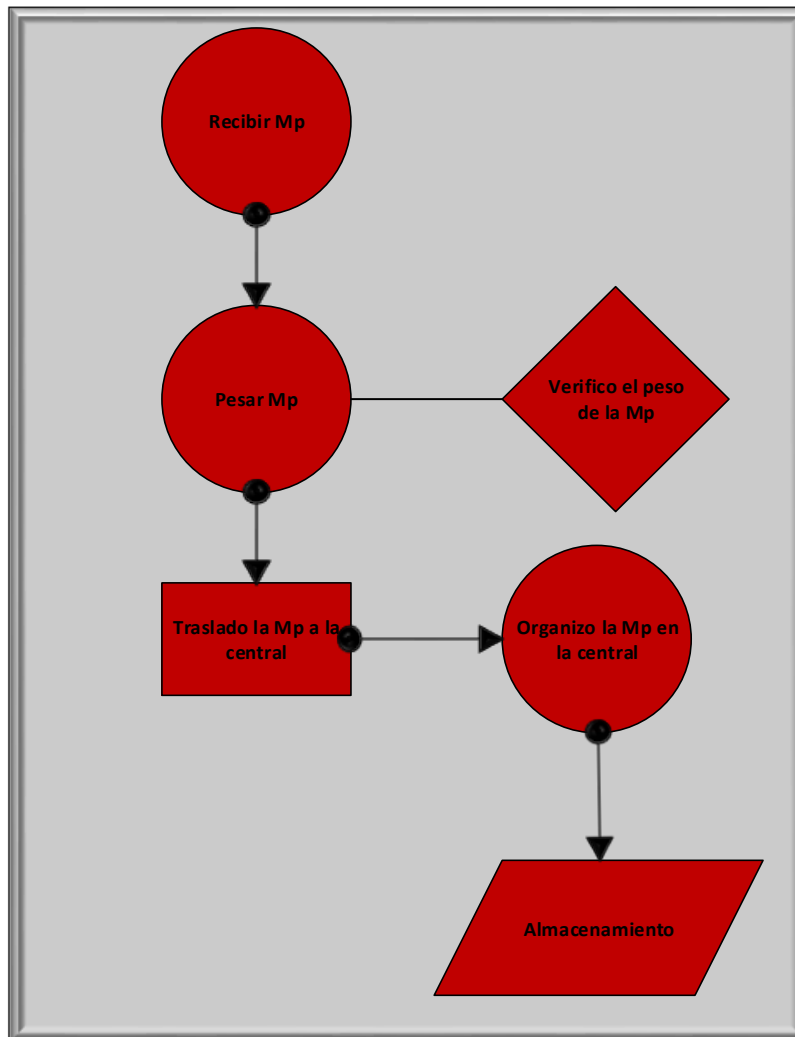 Recibir Mp
Pesar Mp
Verifico el peso
de la Mp
Traslado la Mp a la
central
Organizo la Mp en
la central
Almacenamiento